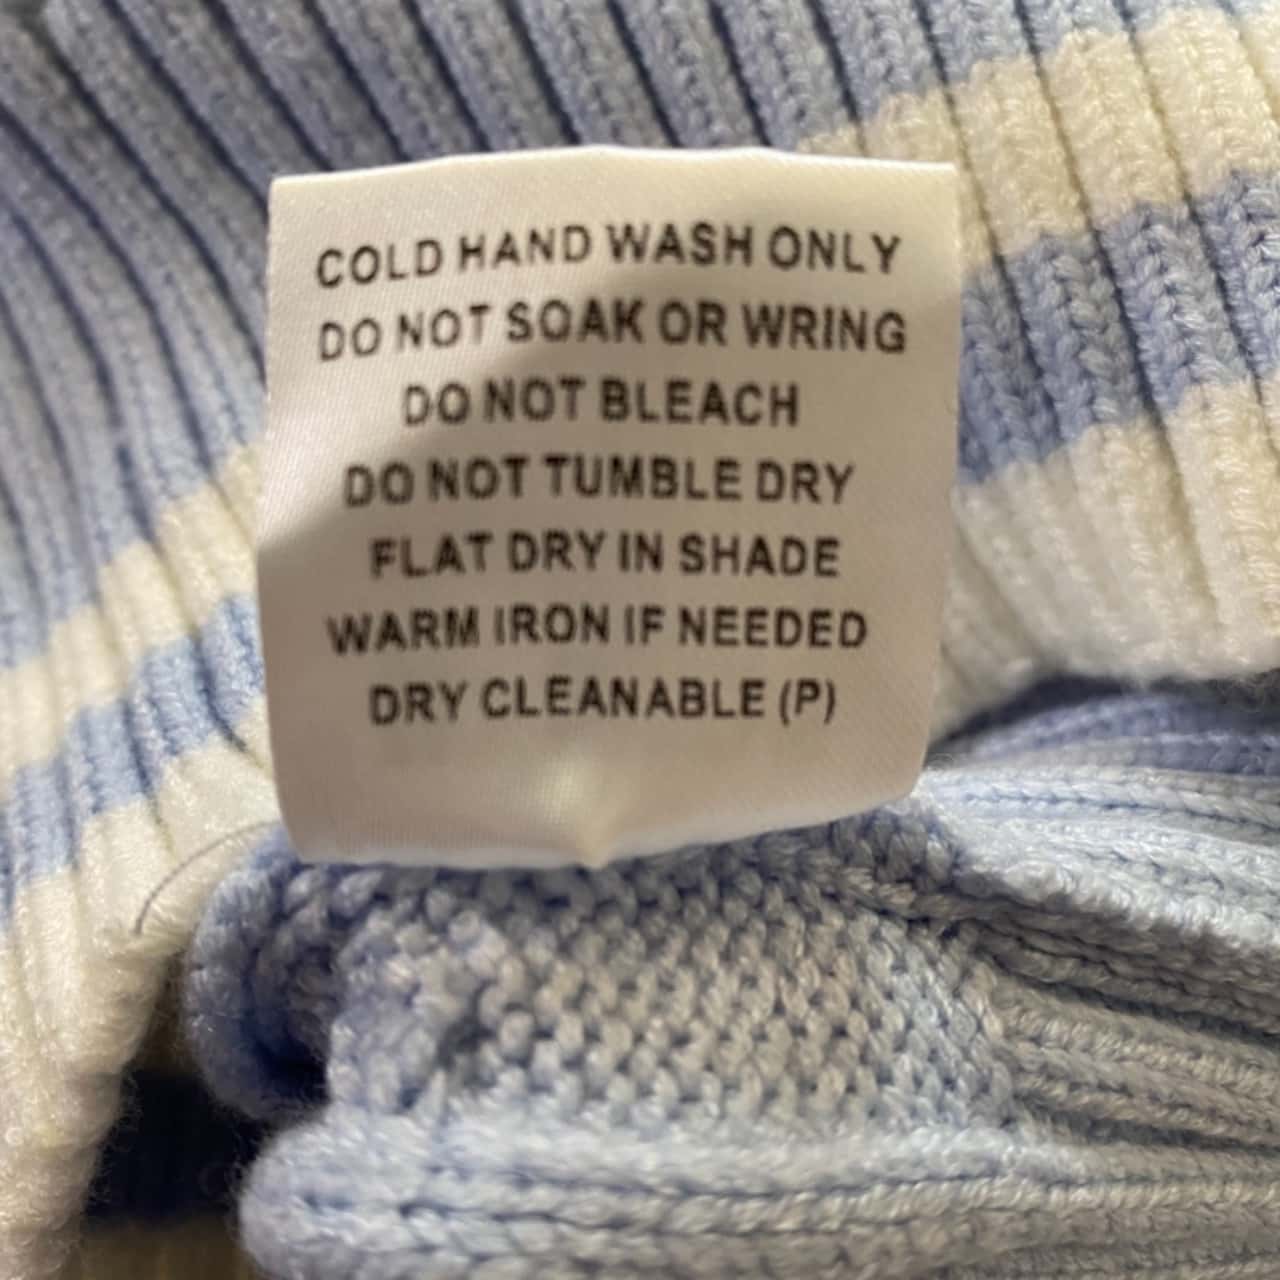 COLD HAND WASH ONLY
DO NOT SOAK OR WRING
DO NOT BLEACH
DO NOT TUMBLE DRY
FLAT DRY IN SHADE
WARM IRON IF NEEDED
DRY CLEANABLE (P)